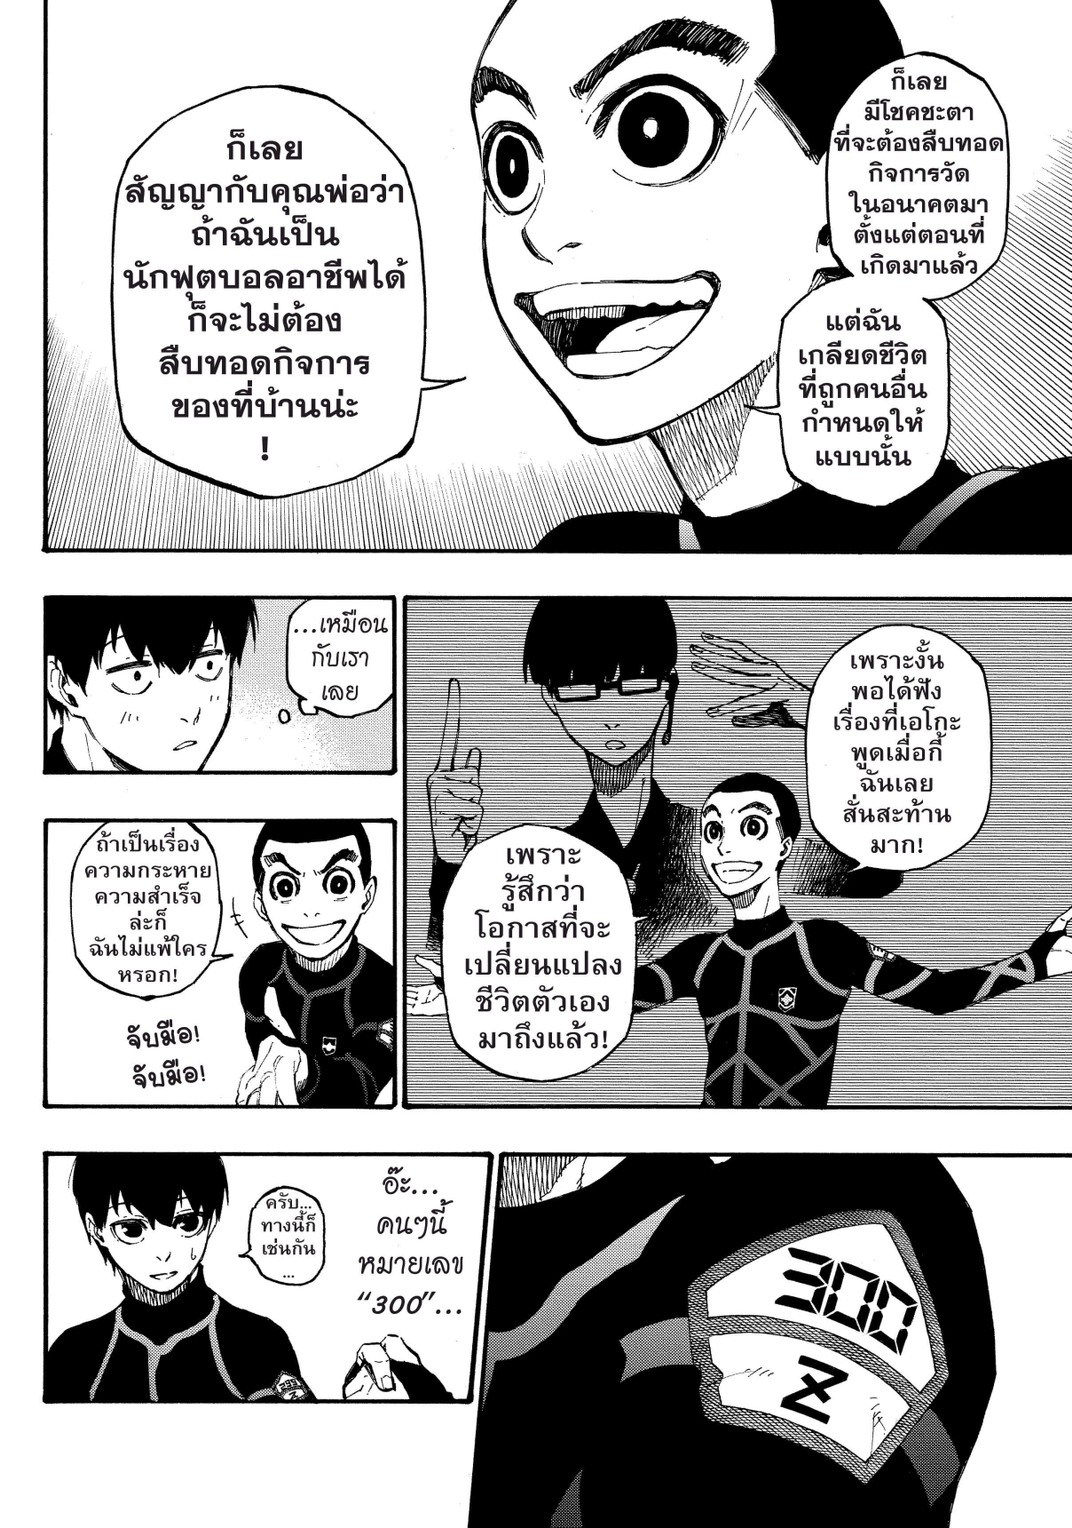 ก็เลย
มีโชคชะตา
ที่จะต้องสืบทอด
กิจการวัด
ในอนาคตมา
ตั้งแต่ตอนที่
เกิดมาแล้ว
แต่ฉัน
เกลียดชีวิต
ที่ถูกคนอื่น
กำหนดให้
แบบนั้น
ก็เลย
สัญญากับคุณพ่อว่า
ถ้าฉันเป็น
นักฟุตบอลอาชีพได้
ก็จะไม่ต้อง
สืบทอดกิจการ
ของที่บ้านน่ะ
!
เพราะงั้น
พอได้ฟัง
เรื่องที่เอโกะ
พูดเมื่อกี้
ฉันเลย
สั่นสะท้าน
มาก!
เพราะ
รู้สึกว่า
โอกาสที่จะ
เปลี่ยนแปลง
ชีวิตตัวเอง
มาถึงแล้ว!
...เหมือน
กับเรา
เลย
ถ้าเป็นเรื่อง
ความกระหาย
ความสำเร็จ
ล่ะก็
ฉันไม่แพ้ใคร
หรอก!
จับมือ!
จับมือ!
300
Z
อ๊ะ...
คนๆนี้
หมายเลข
“300”...
ครับ...
ทางนี้ก็
เช่นกัน
...
299
Z